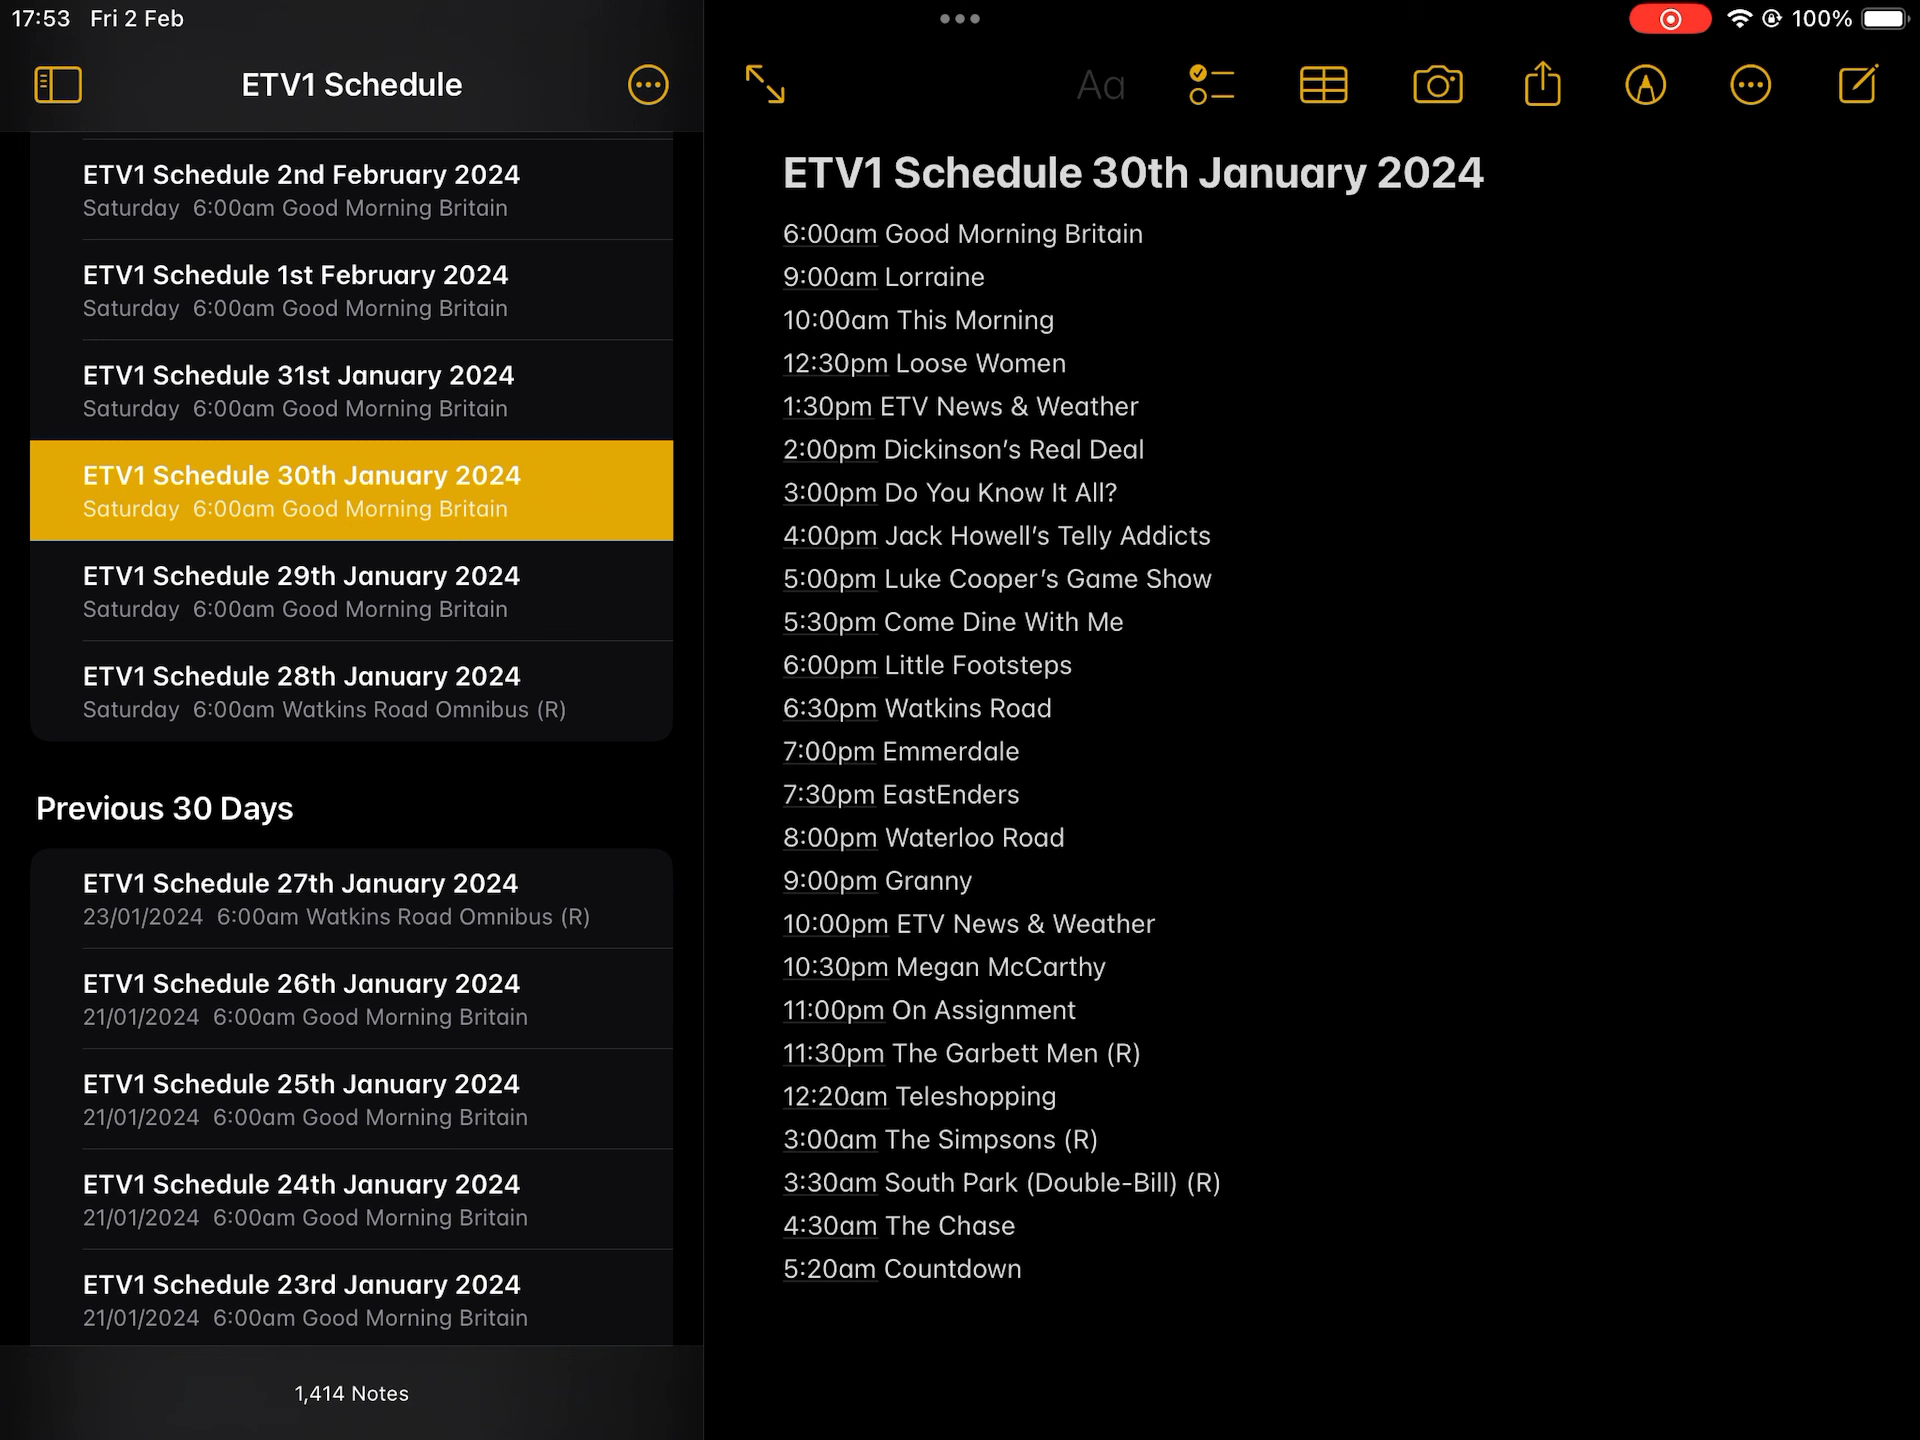 17:53 Fri 2 Feb
100%
ETV1 Schedule
Aa
ETV1 Schedule 2nd February 2024
Saturday 6:00am Good Morning Britain
ETV1 Schedule 1st February 2024
Saturday 6:00am Good Morning Britain
ETV1 Schedule 31st January 2024
Saturday 6:00am Good Morning Britain
ETV1 Schedule 30th January 2024
Saturday 6:00am Good Morning Britain
ETV1 Schedule 29th January 2024
Saturday 6:00am Good Morning Britain
ETV1 Schedule 28th January 2024
Saturday 6:00am Watkins Road Omnibus (R)
Previous 30 Days
ETV1 Schedule 27th January 2024
23/01/2024 6:00am Watkins Road Omnibus (R)
ETV1 Schedule 26th January 2024
21/01/2024 6:00am Good Morning Britain
ETV1 Schedule 25th January 2024
21/01/2024 6:00am Good Morning Britain
ETV1 Schedule 24th January 2024
21/01/2024 6:00am Good Morning Britain
ETV1 Schedule 23rd January 2024
21/01/2024 6:00am Good Morning Britain
1,414 Notes
ETV1 Schedule 30th January 2024
6:00am Good Morning Britain
9:00am Lorraine
10:00am This Morning
12:30pm Loose Women
1:30pm ETV News & Weather
2:00pm Dickinson's Real Deal
3:00pm Do You Know It All?
4:00pm Jack Howell's Telly Addicts
5:00pm Luke Cooper's Game Show
5:30pm Come Dine With Me
6:00pm Little Footsteps
6:30pm Watkins Road
7:00pm Emmerdale
7:30pm EastEnders
8:00pm Waterloo Road
9:00pm Granny
10:00pm ETV News & Weather
10:30pm Megan McCarthy
11:00pm On Assignment
11:30pm The Garbett Men (R)
12:20am Teleshopping
3:00am The Simpsons (R)
3:30am South Park (Double-Bill) (R)
4:30am The Chase
5:20am Countdown